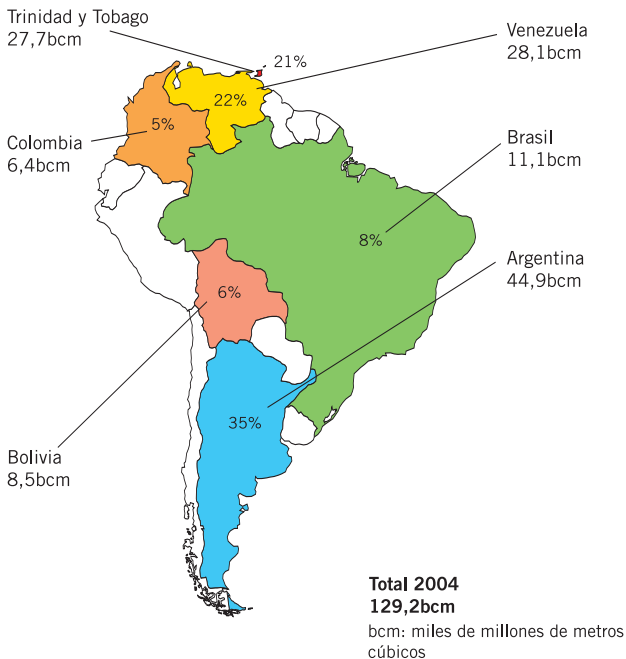 Trinidad y Tobago
27,7bcm
21%
Venezuela
28,1bcm
22%
5%
Colombia
6,4bcm
Brasil
11,1bcm
8%
Argentina
44,9bcm
6%
35%
Bolivia
8,5bcm
Total 2004
129,2bcm
bcm: miles de millones de metros
cúbicos